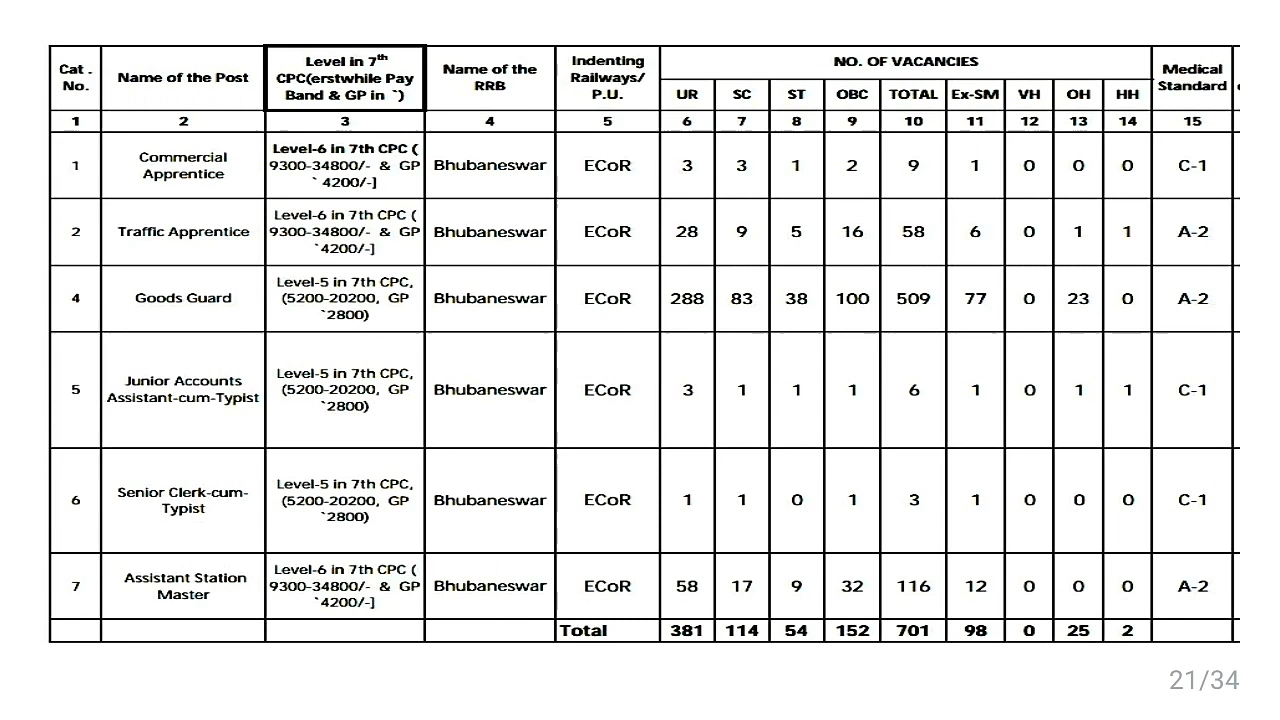 Cat . No. | Name of the Post | Level in 7th CPC(erstwhile Pay Band & GP in `) | Name of the RRB | Indenting Railways/ P.U. | NO. OF VACANCIES | Medical Standard
UR | SC | ST | OBC | TOTAL | Ex-SM | VH | OH | HH
1 | 2 | 3 | 4 | 5 | 6 | 7 | 8 | 9 | 10 | 11 | 12 | 13 | 14 | 15
1 | Commercial Apprentice | Level-6 in 7th CPC ( 9300-34800/- & GP ` 4200/-] | Bhubaneswar | ECoR | 3 | 3 | 1 | 2 | 9 | 1 | 0 | 0 | 0 | C-1
2 | Traffic Apprentice | Level-6 in 7th CPC ( 9300-34800/- & GP `4200/-] | Bhubaneswar | ECoR | 28 | 9 | 5 | 16 | 58 | 6 | 0 | 1 | 1 | A-2
4 | Goods Guard | Level-5 in 7th CPC, (5200-20200, GP `2800) | Bhubaneswar | ECoR | 288 | 83 | 38 | 100 | 509 | 77 | 0 | 23 | 0 | A-2
5 | Junior Accounts Assistant-cum-Typist | Level-5 in 7th CPC, (5200-20200, GP `2800) | Bhubaneswar | ECoR | 3 | 1 | 1 | 1 | 6 | 1 | 0 | 1 | 1 | C-1
6 | Senior Clerk-cum-Typist | Level-5 in 7th CPC, (5200-20200, GP `2800) | Bhubaneswar | ECoR | 1 | 1 | 0 | 1 | 3 | 1 | 0 | 0 | 0 | C-1
7 | Assistant Station Master | Level-6 in 7th CPC ( 9300-34800/- & GP `4200/-] | Bhubaneswar | ECoR | 58 | 17 | 9 | 32 | 116 | 12 | 0 | 0 | 0 | A-2
Total | 381 | 114 | 54 | 152 | 701 | 98 | 0 | 25 | 2
21/34